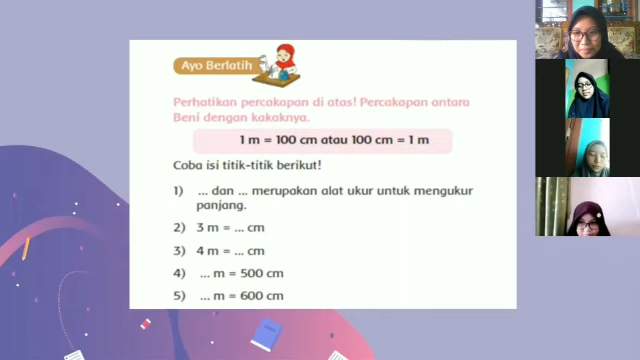 Ayo Berlatih
Perhatikan percakapan di atas! Percakapan antara
Beni dengan kakaknya.
1 m = 100 cm atau 100 cm = 1 m
Coba isi titik-titik berikut!
1) ... dan ... merupakan alat ukur untuk mengukur
panjang.
2) 3 m = ... cm
3) 4 m = ... cm
4) ... m = 500 cm
5) ... m = 600 cm